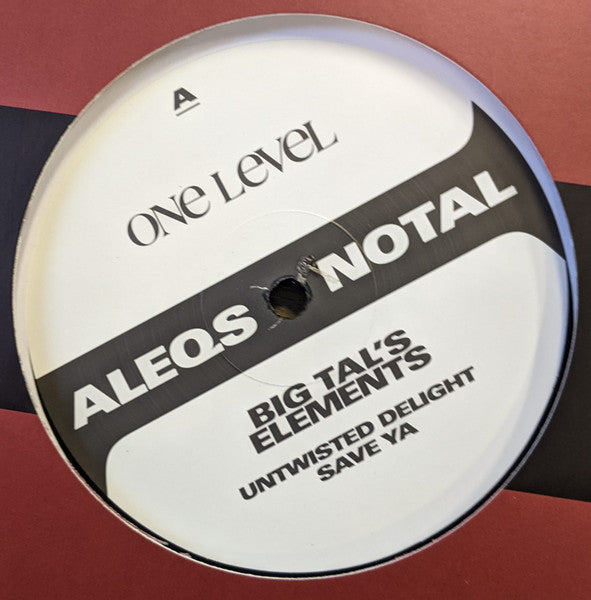 A
ONE LEVEL
ALEQS NOTAL
BIG TAL'S
ELEMENTS
UNTWISTED DELIGHT
SAVE YA